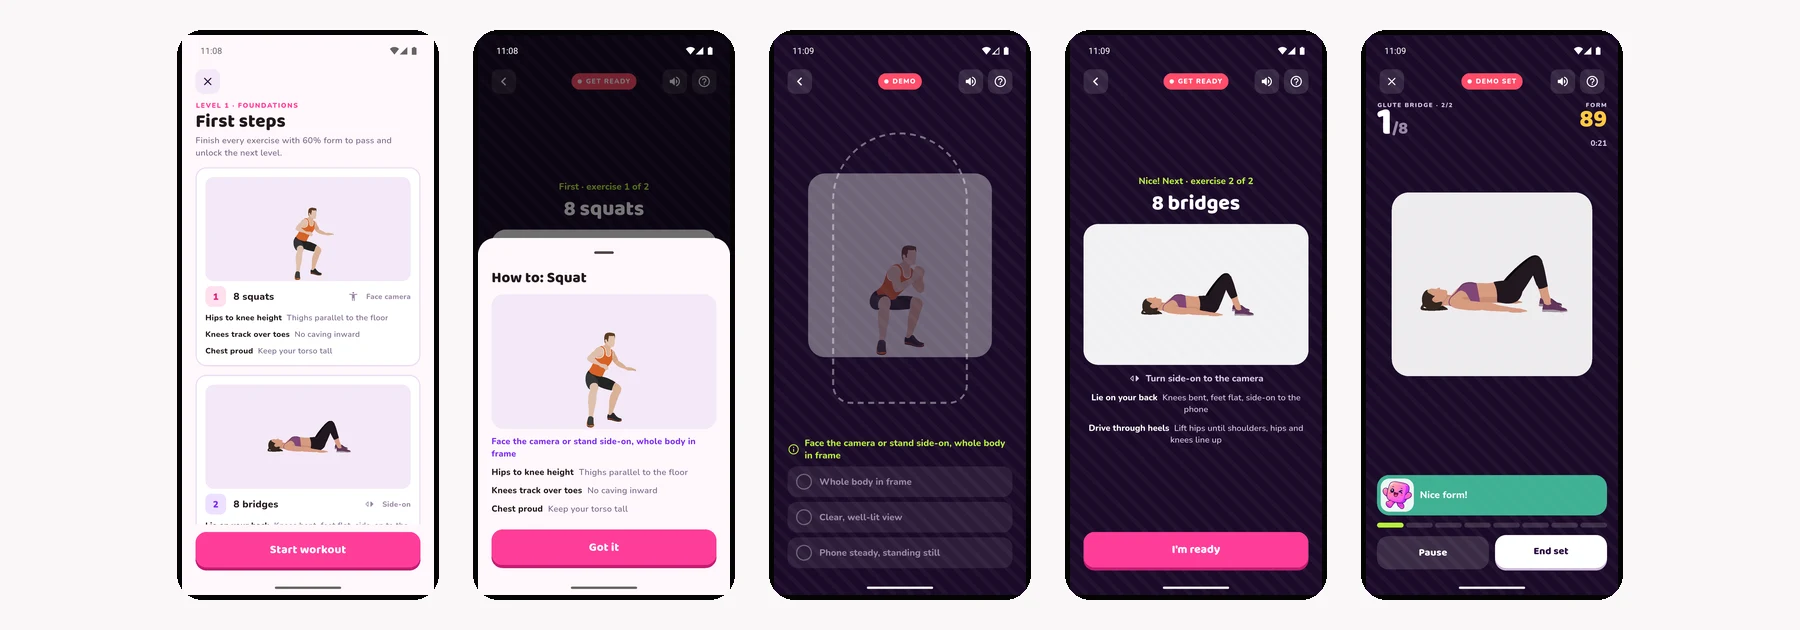 11:08
LEVEL 1 · FOUNDATIONS
First steps
Finish every exercise with 60% form to pass and
unlock the next level.
1 8 squats Face camera
Hips to knee height Thighs parallel to the floor
Knees track over toes No caving inward
Chest proud Keep your torso tall
2 8 bridges Side-on
Start workout
11:08
GET READY
First · exercise 1 of 2
8 squats
How to: Squat
Face the camera or stand side-on, whole body in
frame
Hips to knee height Thighs parallel to the floor
Knees track over toes No caving inward
Chest proud Keep your torso tall
Got it
11:09
DEMO
Face the camera or stand side-on, whole body
in frame
Whole body in frame
Clear, well-lit view
Phone steady, standing still
11:09
GET READY
Nice! Next · exercise 2 of 2
8 bridges
Turn side-on to the camera
Lie on your back Knees bent, feet flat, side-on to the
phone
Drive through heels Lift hips until shoulders, hips and
knees line up
I'm ready
11:09
DEMO SET
GLUTE BRIDGE · 2/2
1/8
FORM
89
0:21
Nice form!
Pause
End set